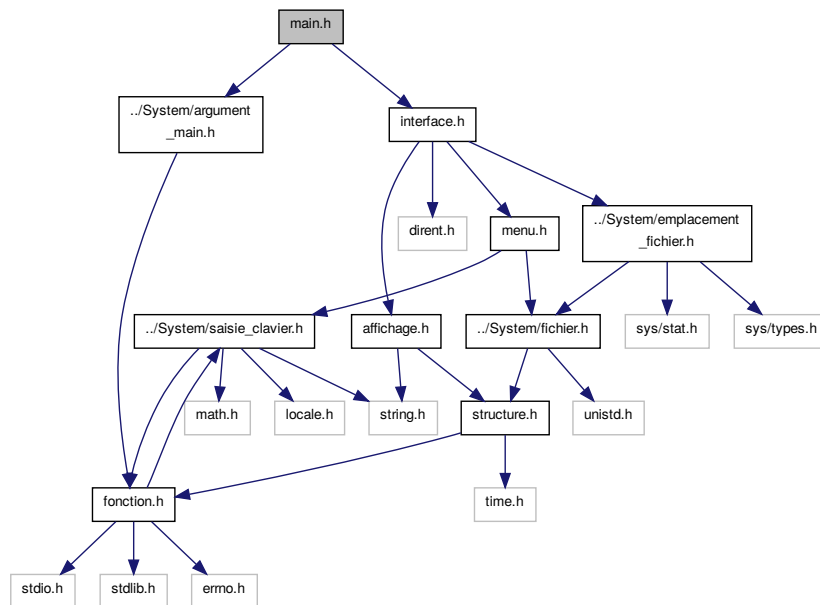 main.h
../System/argument
_main.h
interface.h
dirent.h
menu.h
../System/emplacement
_fichier.h
../System/saisie_clavier.h
affichage.h
../System/fichier.h
sys/stat.h
sys/types.h
math.h
locale.h
string.h
structure.h
unistd.h
fonction.h
time.h
stdio.h
stdlib.h
errno.h